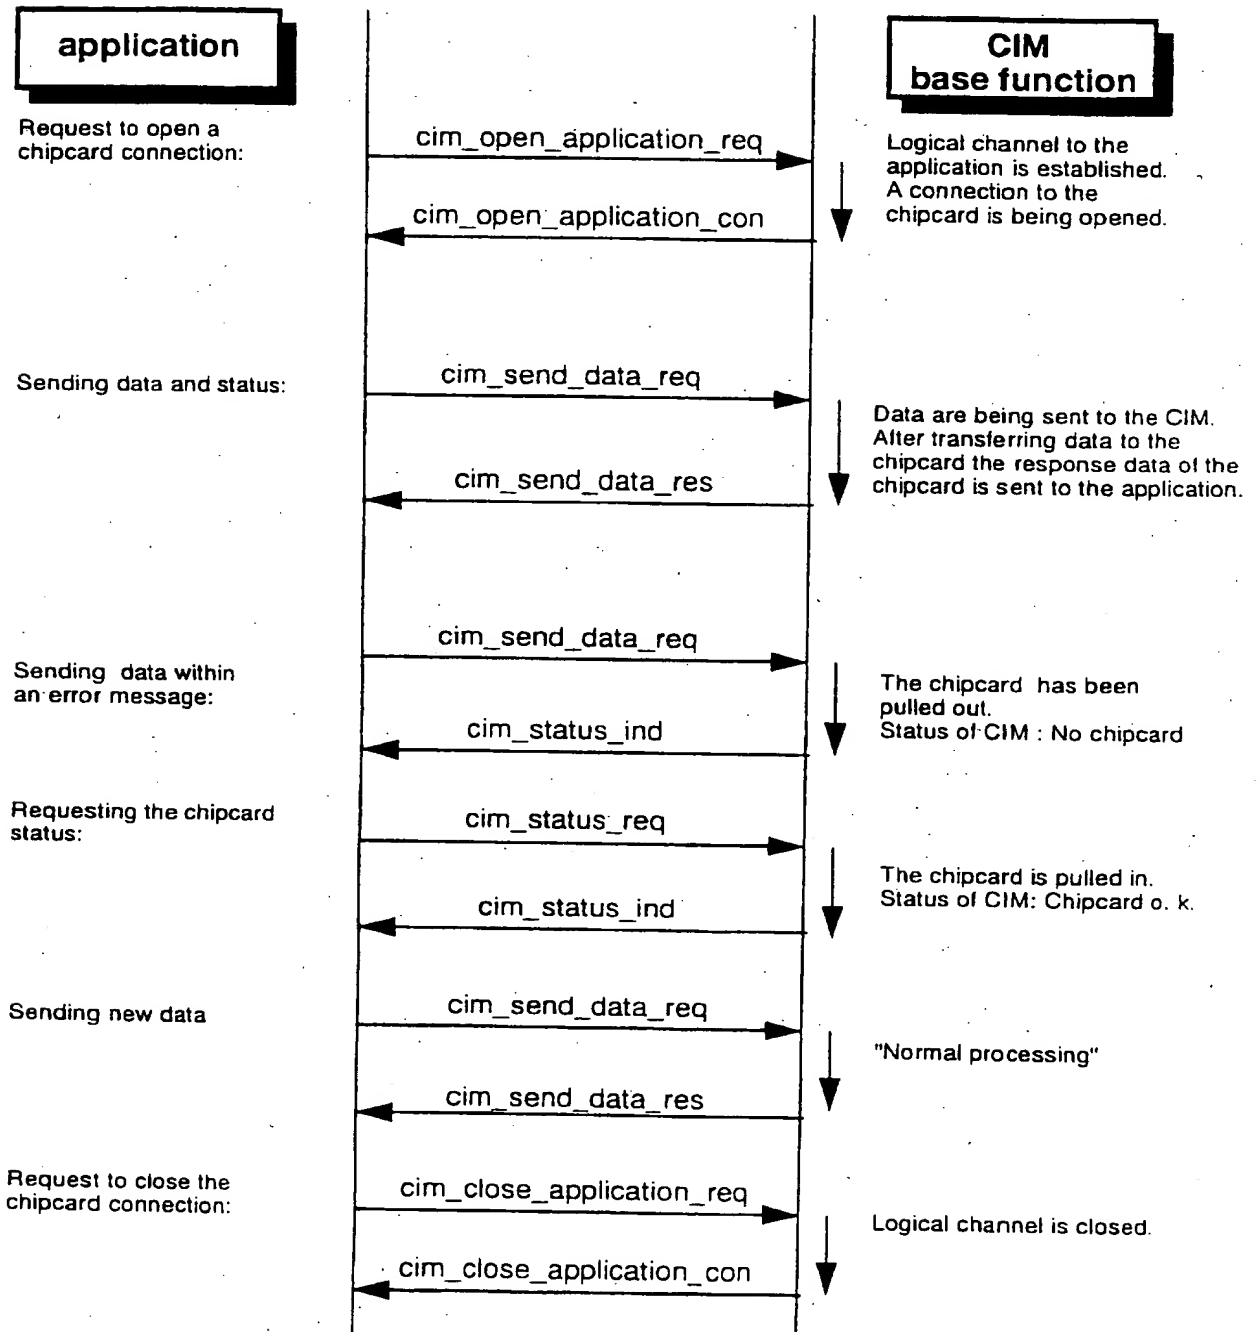 application
CIM
base function
Request to open a
chipcard connection:
cim_open_application_req
Logical channel to the
application is established.
A connection to the
chipcard is being opened.
cim_open_application_con
Sending data and status:
cim_send_data_req
Data are being sent to the CIM.
After transferring data to the
chipcard the response data of the
chipcard is sent to the application.
cim_send_data_res
cim_send_data_req
Sending data within
an error message:
The chipcard has been
pulled out.
Status of CIM : No chipcard
cim_status_ind
Requesting the chipcard
status:
cim_status_req
The chipcard is pulled in.
Status of CIM: Chipcard o. k.
cim_status_ind
Sending new data
cim_send_data_req
"Normal processing"
cim_send_data_res
Request to close the
chipcard connection:
cim_close_application_req
Logical channel is closed.
cim_close_application_con